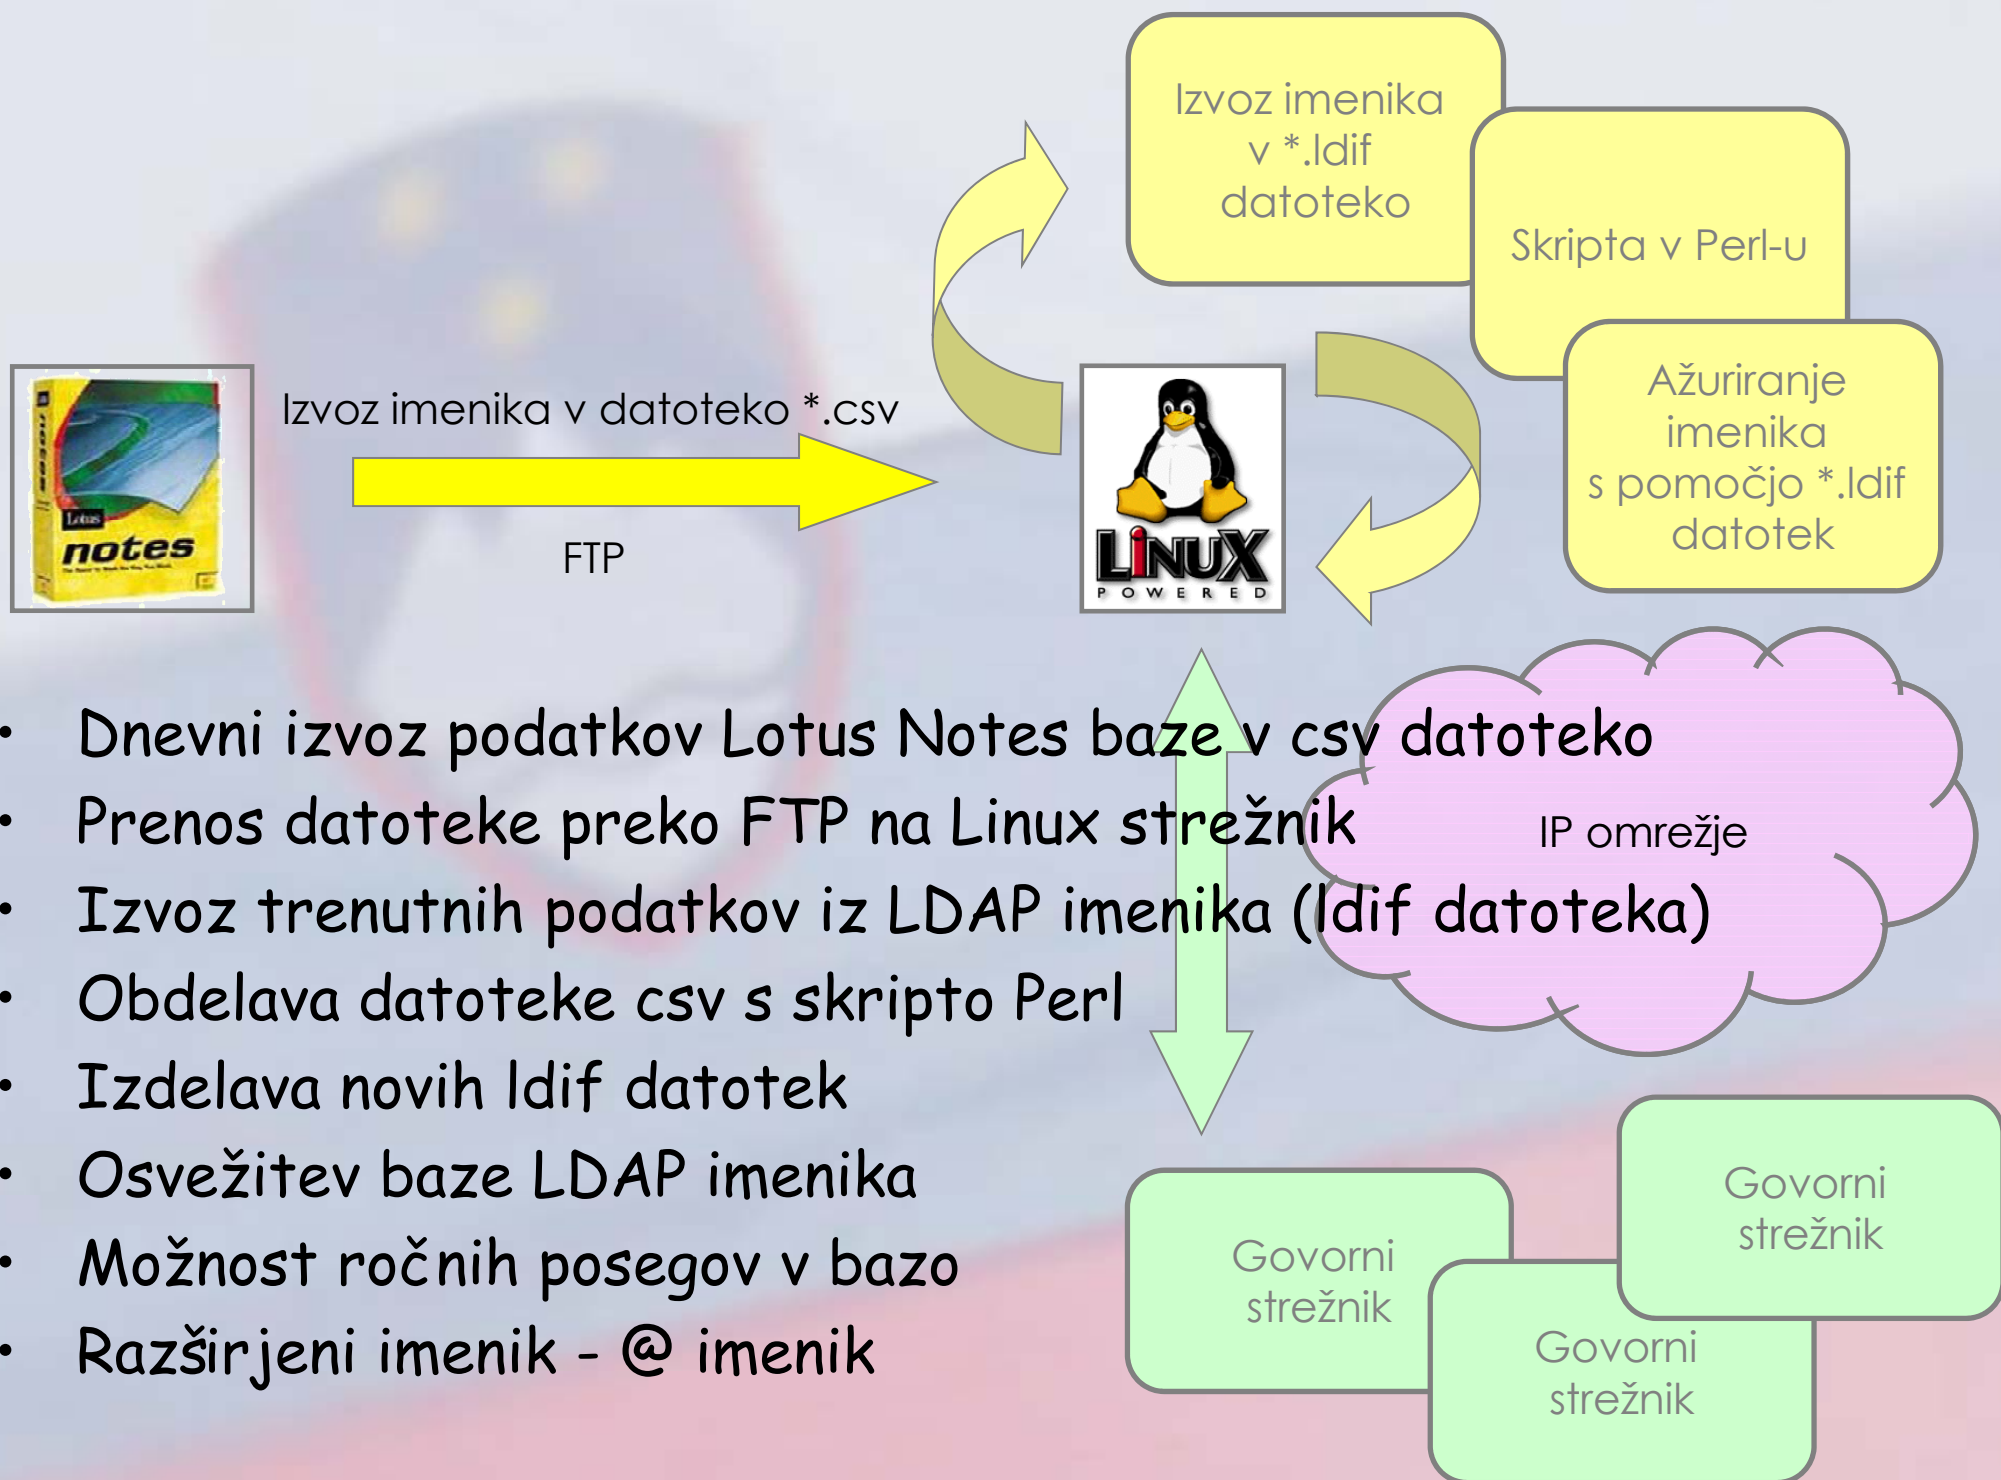 Izvoz imenika
v *.ldif
datoteko
Skripta v Perl-u
Ažuriranje
imenika
s pomočjo *.ldif
datotek
Izvoz imenika v datoteko *.csv
FTP
Lotus
notes
notes
LINUX
POWERED
• Dnevni izvoz podatkov Lotus Notes baze v csv datoteko
• Prenos datoteke preko FTP na Linux strežnik
• Izvoz trenutnih podatkov iz LDAP imenika (ldif datoteka)
• Obdelava datoteke csv s skripto Perl
• Izdelava novih ldif datotek
• Osvežitev baze LDAP imenika
• Možnost ročnih posegov v bazo
• Razširjeni imenik - @ imenik
IP omrežje
Govorni
strežnik
Govorni
strežnik
Govorni
strežnik